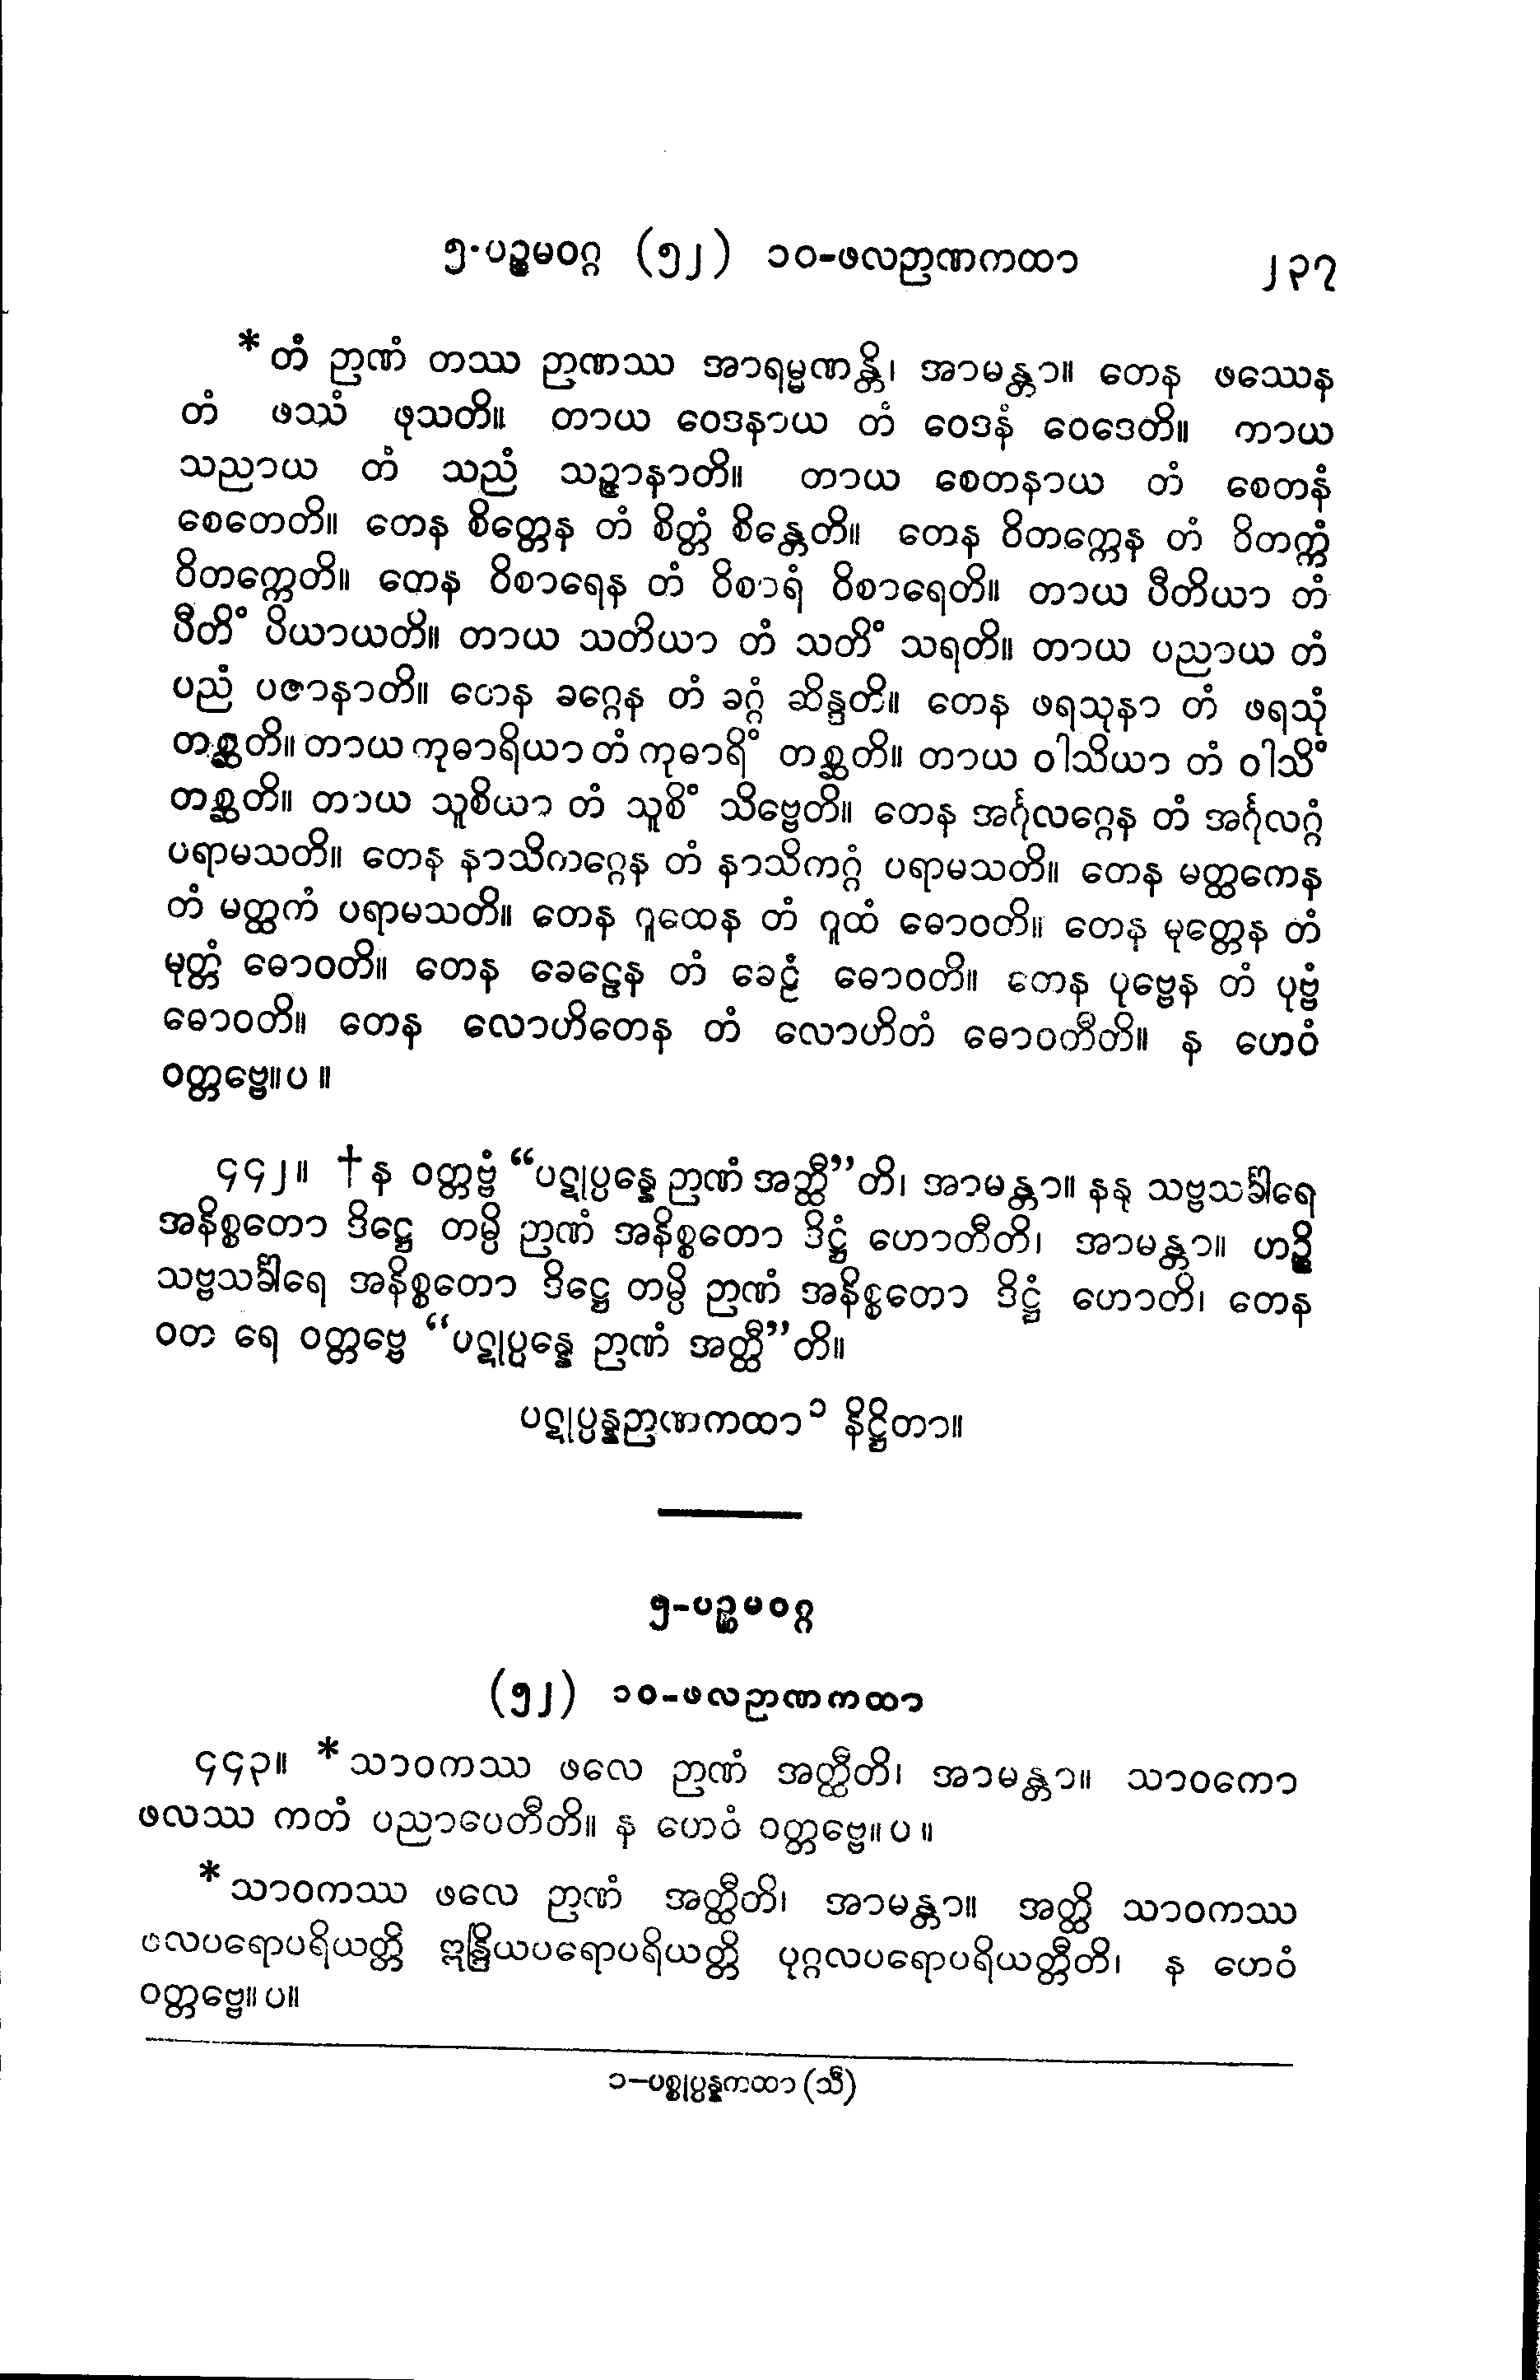 ၅-ပဉ္စမဝဂ္ဂ (၅၂) ၁၀-ဖလဉာဏကထာ ၂၃၇
*တံ ဉာဏံ တဿ ဉာဏဿ အာရမ္မဏန္တိ၊ အာမန္တာ။ တေန ဖဿေန
တံ ဖဿံ ဖုသတိ။ တာယ ဝေဒနာယ တံ ဝေဒနံ ဝေဒေတိ။ တာယ
သညာယ တံ သညံ သဉ္ဇာနာတိ။ တာယ စေတနာယ တံ စေတနံ
စေတေတိ။ တေန စိတ္တေန တံ စိတ္တံ စိန္တေတိ။ တေန ဝိတက္ကေန တံ ဝိတက္ကံ
ဝိတက္ကေတိ။ တေန ဝိစာရေန တံ ဝိစာရံ ဝိစာရေတိ။ တာယ ပီတိယာ တံ
ပီတိံ ပိယာယတိ။ တာယ သတိယာ တံ သတိံ သရတိ။ တာယ ပညာယ တံ
ပညံ ပဇာနာတိ။ တေန ခဂ္ဂေန တံ ခဂ္ဂံ ဆိန္ဒတိ။ တေန ဖရသုနာ တံ ဖရသုံ
တစ္ဆတိ။ တာယ ကုဓာရိယာ တံ ကုဓာရိံ တစ္ဆတိ။ တာယ ဝါသိယာ တံ ဝါသိံ
တစ္ဆတိ။ တာယ သူစိယာ တံ သူစိံ သိဗ္ဗေတိ။ တေန အင်္ဂုလဂ္ဂေန တံ အင်္ဂုလဂ္ဂံ
ပရာမသတိ။ တေန နာသိကဂ္ဂေန တံ နာသိကဂ္ဂံ ပရာမသတိ။ တေန မတ္ထကေန
တံ မတ္ထကံ ပရာမသတိ။ တေန ဂူထေန တံ ဂူထံ ဓောဝတိ။ တေန မုတ္တေန တံ
မုတ္တံ ဓောဝတိ။ တေန ခေဠေန တံ ခေဠံ ဓောဝတိ။ တေန ပုဗ္ဗေန တံ ပုဗ္ဗံ
ဓောဝတိ။ တေန လောဟိတေန တံ လောဟိတံ ဓောဝတီတိ။ န ဟေဝံ
ဝတ္တဗ္ဗေ။ပ။
၄၄၂။ †န ဝတ္တဗ္ဗံ “ပဋုပ္ပန္နေ ဉာဏံ အတ္ထီ”တိ၊ အာမန္တာ။ နနု သဗ္ဗသင်္ခါရေ
အနိစ္စတော ဒိဋ္ဌေ တမ္ပိ ဉာဏံ အနိစ္စတော ဒိဋ္ဌံ ဟောတီတိ၊ အာမန္တာ။ ဟဉ္စိ
သဗ္ဗသင်္ခါရေ အနိစ္စတော ဒိဋ္ဌေ တမ္ပိ ဉာဏံ အနိစ္စတော ဒိဋ္ဌံ ဟောတိ၊ တေန
ဝတ ရေ ဝတ္တဗ္ဗေ “ပဋုပ္ပန္နေ ဉာဏံ အတ္ထီ”တိ။
ပဋုပ္ပန္နဉာဏကထာ၁ နိဋ္ဌိတာ။
၅-ပဉ္စမဝဂ္ဂ
(၅၂) ၁၀-ဖလဉာဏကထာ
၄၄၃။ *သာဝကဿ ဖလေ ဉာဏံ အတ္ထီတိ၊ အာမန္တာ။ သာဝကော
ဖလဿ ကတံ ပညာပေတီတိ။ န ဟေဝံ ဝတ္တဗ္ဗေ။ပ။
*သာဝကဿ ဖလေ ဉာဏံ အတ္ထီတိ၊ အာမန္တာ။ အတ္ထိ သာဝကဿ
ဖလပရောပရိယတ္တိ ဣန္ဒြိယပရောပရိယတ္တိ ပုဂ္ဂလပရောပရိယတ္တီတိ၊ န ဟေဝံ
ဝတ္တဗ္ဗေ။ပ။
၁-ပစ္စုပ္ပန္နကထာ (သီ)